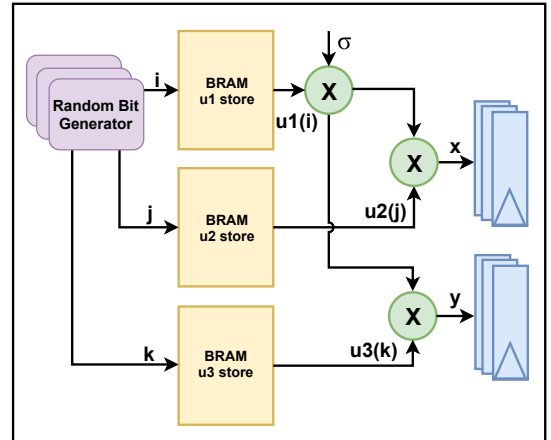 σ
i
BRAM
u1 store
Random Bit
Generator
X
u1(i)
x
X
j
BRAM
u2 store
u2(j)
y
X
k
BRAM
u3 store
u3(k)